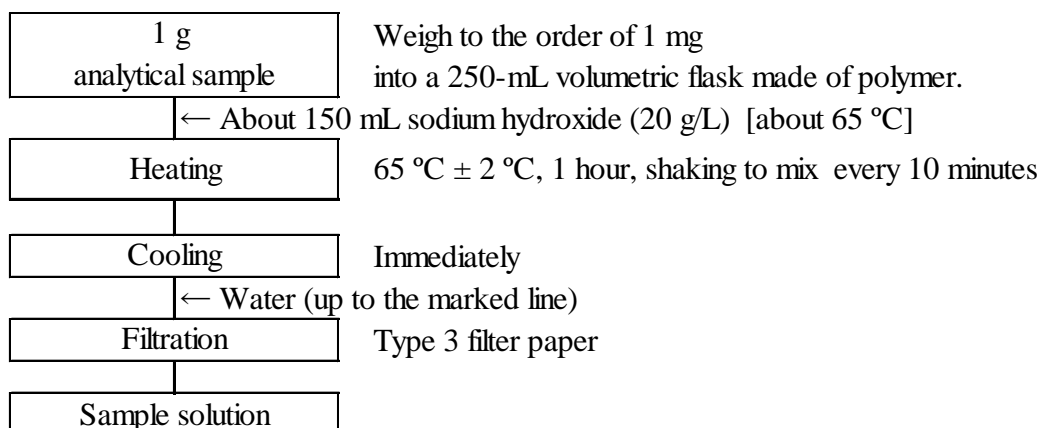 1 g Weigh to the order of 1 mg
analytical sample into a 250-mL volumetric flask made of polymer.
← About 150 mL sodium hydroxide (20 g/L) [about 65 ºC]
Heating 65 ºC ± 2 ºC, 1 hour, shaking to mix every 10 minutes
Cooling Immediately
← Water (up to the marked line)
Filtration Type 3 filter paper
Sample solution